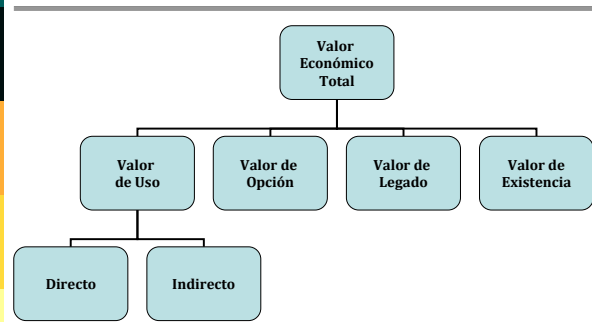 Valor
Económico
Total
Valor
de Uso
Valor de
Opción
Valor de
Legado
Valor de
Existencia
Directo
Indirecto